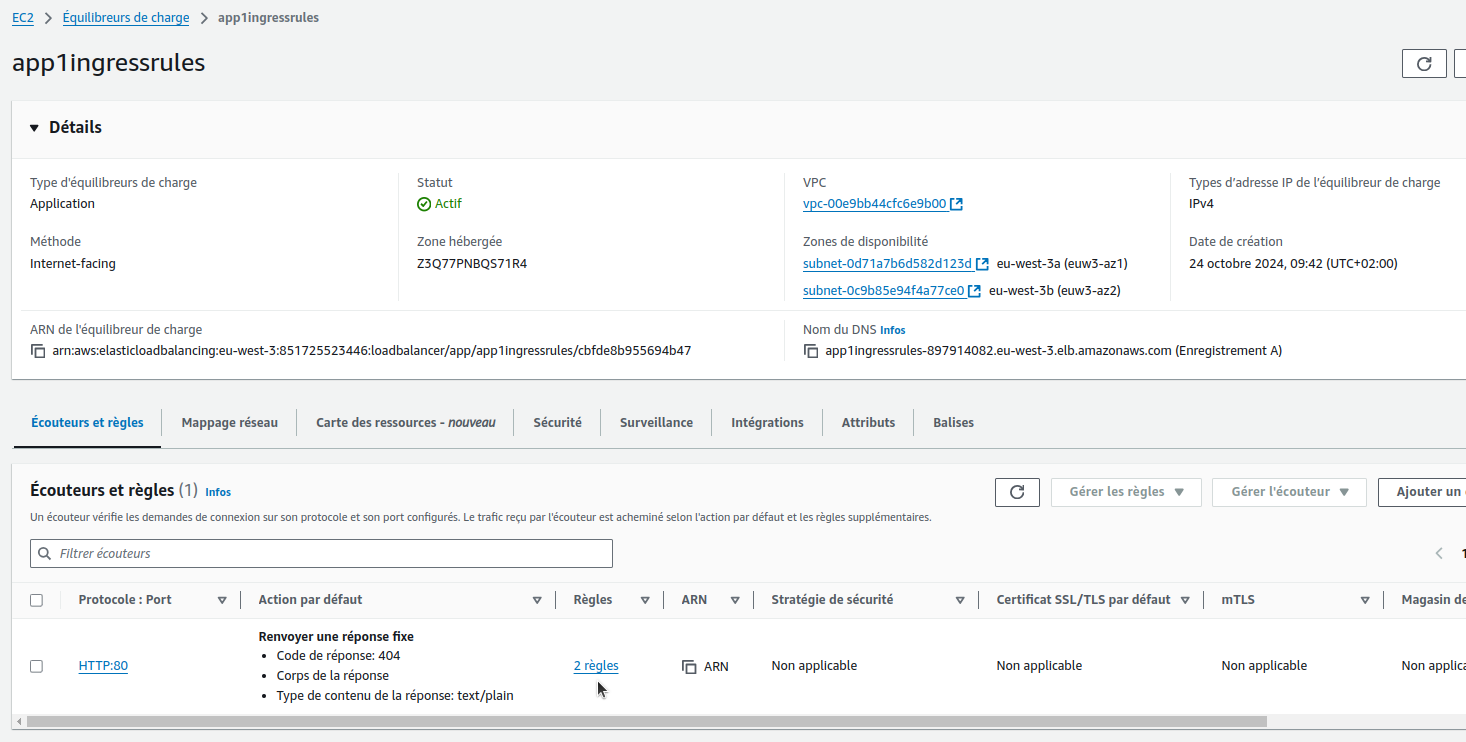 EC2 > Équilibreurs de charge > app1ingressrules
app1ingressrules
Détails
Type d'équilibreurs de charge
Application
Statut
Actif
VPC
vpc-00e9bb44cfc6e9b00
Types d'adresse IP de l'équilibreur de charge
IPv4
Méthode
Internet-facing
Zone hébergée
Z3Q77PNBQS71R4
Zones de disponibilité
subnet-0d71a7b6d582d123d eu-west-3a (euw3-az1)
subnet-0c9b85e94f4a77ce0 eu-west-3b (euw3-az2)
Date de création
24 octobre 2024, 09:42 (UTC+02:00)
ARN de l'équilibreur de charge
arn:aws:elasticloadbalancing:eu-west-3:851725523446:loadbalancer/app/app1ingressrules/cbfde8b955694b47
Nom du DNS Infos
app1ingressrules-897914082.eu-west-3.elb.amazonaws.com (Enregistrement A)
Écouteurs et règles Mappage réseau Carte des ressources - nouveau Sécurité Surveillance Intégrations Attributs Balises
Écouteurs et règles (1) Infos
Gérer les règles Gérer l'écouteur Ajouter un
Un écouteur vérifie les demandes de connexion sur son protocole et son port configurés. Le trafic reçu par l'écouteur est acheminé selon l'action par défaut et les règles supplémentaires.
Filtrer écouteurs
1
Protocole : Port Action par défaut Règles ARN Stratégie de sécurité Certificat SSL/TLS par défaut mTLS Magasin de
HTTP:80
Renvoyer une réponse fixe
• Code de réponse: 404
• Corps de la réponse
• Type de contenu de la réponse: text/plain
2 règles
ARN
Non applicable
Non applicable
Non applicable
Non applica